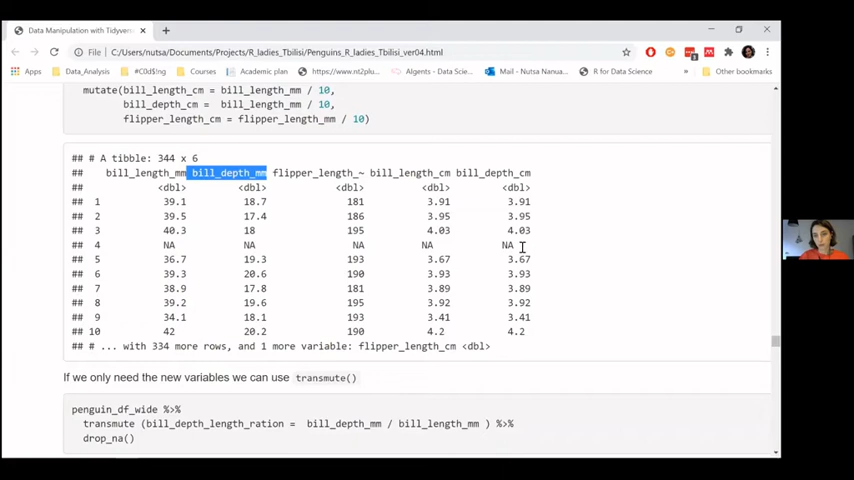 Data Manipulation with Tidyvers
File C:/Users/nutsa/Documents/Projects/R_ladies_Tbilisi/Penguins_R_ladies_Tbilisi_ver04.html
Apps Data_Analysis #C0d$ng Courses Academic plan https://www.nt2plu... Algents - Data Scie... Mail - Nutsa Nanua... R for Data Science Other bookmarks
mutate(bill_length_cm = bill_length_mm / 10,
bill_depth_cm = bill_length_mm / 10,
flipper_length_cm = flipper_length_mm / 10)
## # A tibble: 344 x 6
## bill_length_mm bill_depth_mm flipper_length_~ bill_length_cm bill_depth_cm
## <dbl> <dbl> <dbl> <dbl> <dbl>
## 1 39.1 18.7 181 3.91 3.91
## 2 39.5 17.4 186 3.95 3.95
## 3 40.3 18 195 4.03 4.03
## 4 NA NA NA NA NA
## 5 36.7 19.3 193 3.67 3.67
## 6 39.3 20.6 190 3.93 3.93
## 7 38.9 17.8 181 3.89 3.89
## 8 39.2 19.6 195 3.92 3.92
## 9 34.1 18.1 193 3.41 3.41
## 10 42 20.2 190 4.2 4.2
## # ... with 334 more rows, and 1 more variable: flipper_length_cm <dbl>
If we only need the new variables we can use transmute()
penguin_df_wide %>%
transmute (bill_depth_length_ration = bill_depth_mm / bill_length_mm ) %>%
drop_na()